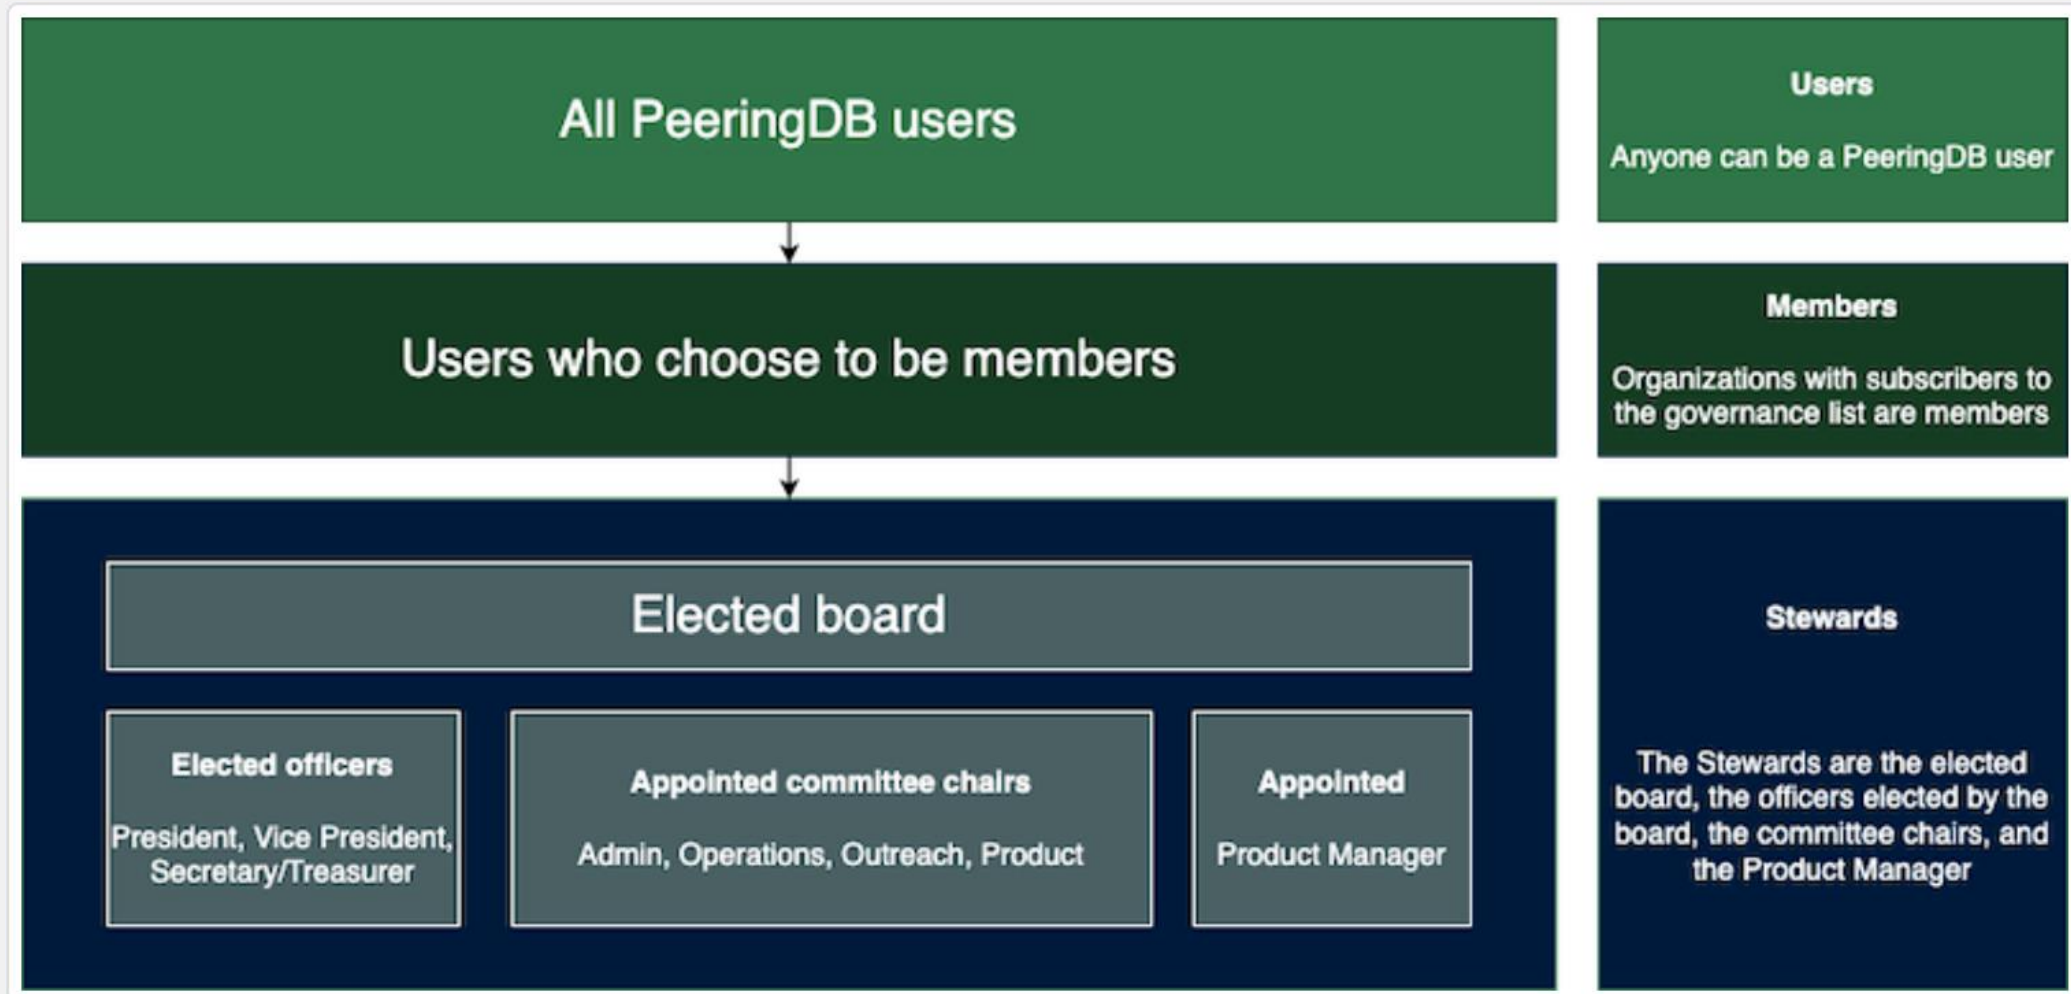 All PeeringDB users
Users
Anyone can be a PeeringDB user
Users who choose to be members
Members
Organizations with subscribers to
the governance list are members
Elected board
Elected officers
President, Vice President,
Secretary/Treasurer
Appointed committee chairs
Admin, Operations, Outreach, Product
Appointed
Product Manager
Stewards
The Stewards are the elected
board, the officers elected by the
board, the committee chairs, and
the Product Manager